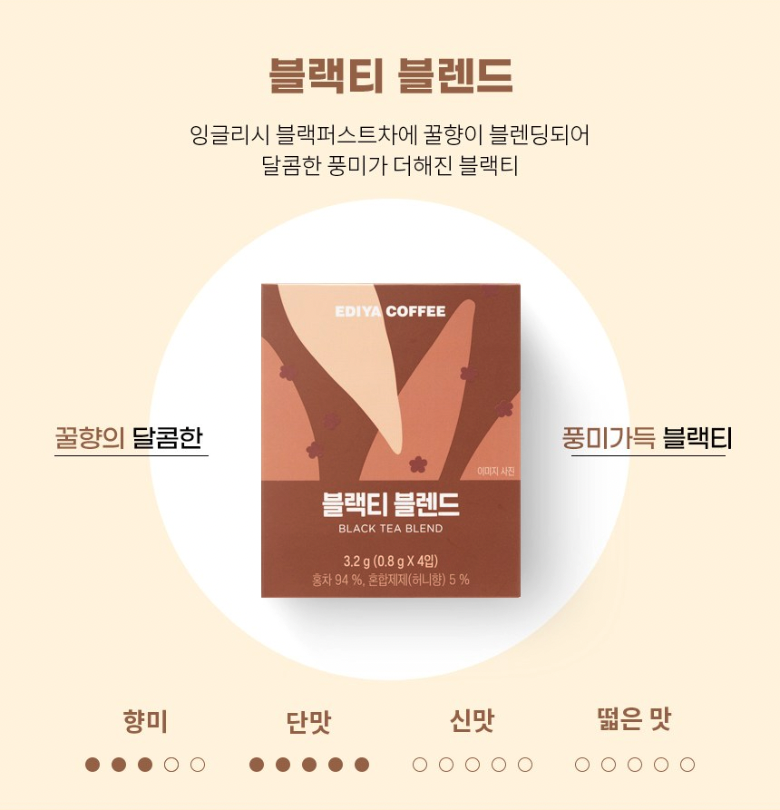 블랙티 블렌드
잉글리시 블랙퍼스트차에 꿀향이 블렌딩되어
달콤한 풍미가 더해진 블랙티
EDIYA COFFEE
꿀향의 달콤한
풍미가득 블랙티
이미지 사진
블랙티 블렌드
BLACK TEA BLEND
3.2 g (0.8 g X 4입)
홍차 94 %, 혼합제제(허니향) 5 %
향미
단맛
신맛
떫은 맛